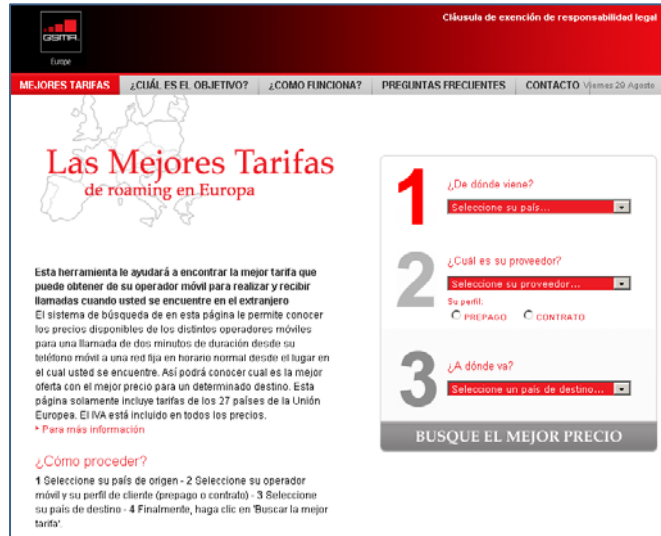 Cláusula de exención de responsabilidad legal
GSMA
Europe
MEJORES TARIFAS ¿CUÁL ES EL OBJETIVO? ¿COMO FUNCIONA? PREGUNTAS FRECUENTES CONTACTO Viernes 29 Agosto
Las Mejores Tarifas
de roaming en Europa
Esta herramienta le ayudará a encontrar la mejor tarifa que
puede obtener de su operador móvil para realizar y recibir
llamadas cuando usted se encuentre en el extranjero
El sistema de búsqueda de en esta página le permite conocer
los precios disponibles de los distintos operadores móviles
para una llamada de dos minutos de duración desde su
teléfono móvil a una red fija en horario normal desde el lugar en
el cual usted se encuentre. Así podrá conocer cual es la mejor
oferta con el mejor precio para un determinado destino. Esta
página solamente incluye tarifas de los 27 países de la Unión
Europea. El IVA está incluido en todos los precios.
Para más información
¿Cómo proceder?
1 Seleccione su país de origen - 2 Seleccione su operador
móvil y su perfil de cliente (prepago o contrato) - 3 Seleccione
su país de destino - 4 Finalmente, haga clic en 'Buscar la mejor
tarifa'.
1
¿De dónde viene?
Seleccione su país...
2
¿Cuál es su proveedor?
Seleccione su proveedor...
Su perfil:
PREPAGO CONTRATO
3
¿A dónde va?
Seleccione un país de destino...
BUSQUE EL MEJOR PRECIO